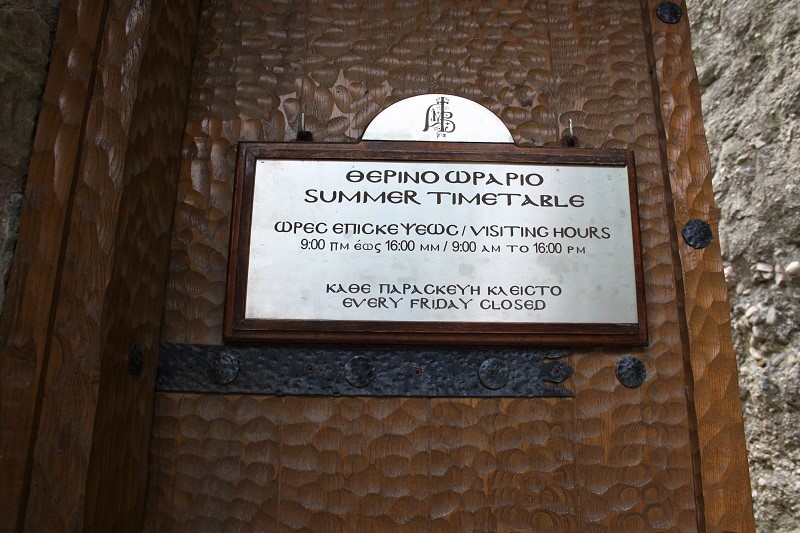 ΘΕΡΙΝΟ ΩΡΑΡΙΟ
SUMMER TIMETABLE
ΩΡΕΣ ΕΠΙΣΚΕΨΕΩΣ / VISITING HOURS
9:00 ΠΜ έως 16:00 ΜΜ / 9:00 AM TO 16:00 PM
ΚΑΘΕ ΠΑΡΑΣΚΕΥΗ ΚΛΕΙΣΤΟ
EVERY FRIDAY CLOSED